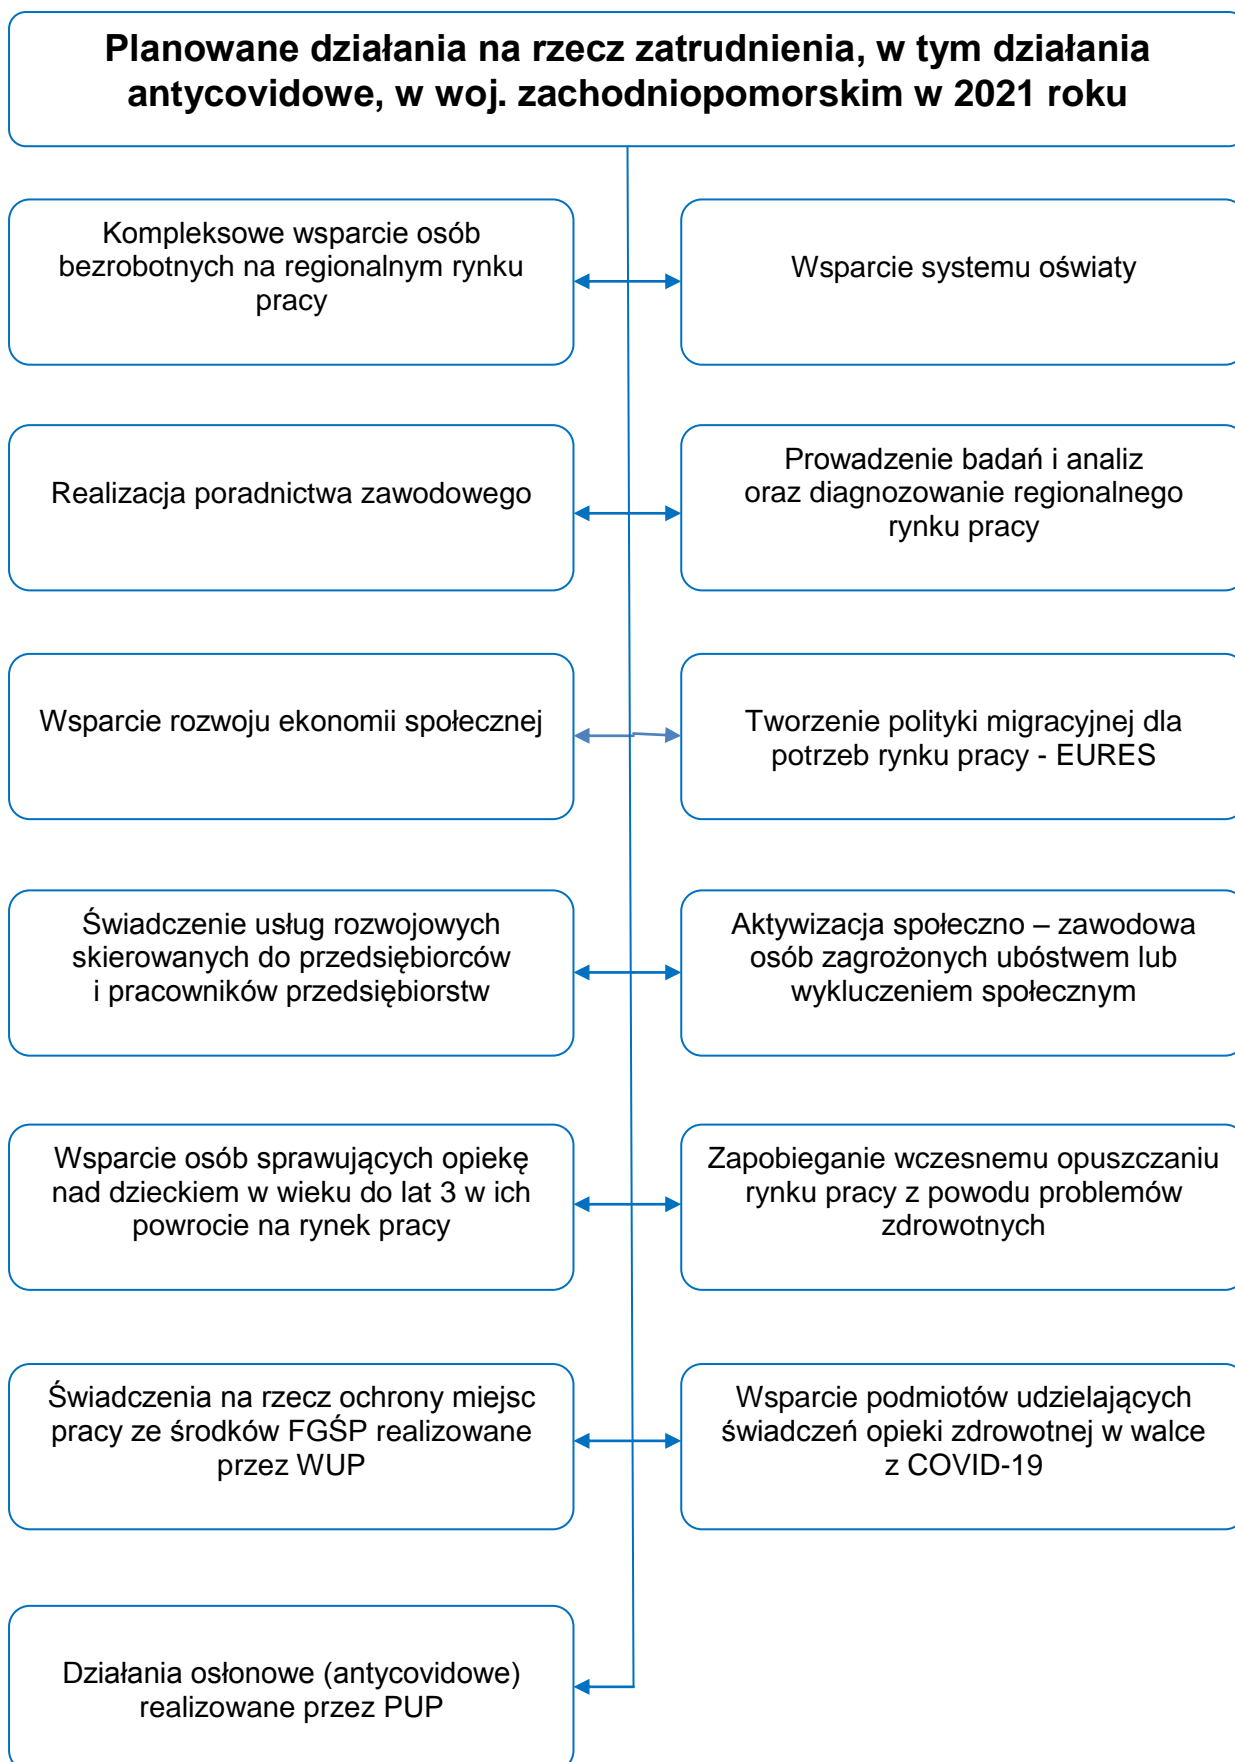 Planowane działania na rzecz zatrudnienia, w tym działania
antycovidowe, w woj. zachodniopomorskim w 2021 roku
Kompleksowe wsparcie osób
bezrobotnych na regionalnym rynku
pracy
Wsparcie systemu oświaty
Realizacja poradnictwa zawodowego
Prowadzenie badań i analiz
oraz diagnozowanie regionalnego
rynku pracy
Wsparcie rozwoju ekonomii społecznej
Tworzenie polityki migracyjnej dla
potrzeb rynku pracy - EURES
Świadczenie usług rozwojowych
skierowanych do przedsiębiorców
i pracowników przedsiębiorstw
Aktywizacja społeczno – zawodowa
osób zagrożonych ubóstwem lub
wykluczeniem społecznym
Wsparcie osób sprawujących opiekę
nad dzieckiem w wieku do lat 3 w ich
powrocie na rynek pracy
Zapobieganie wczesnemu opuszczaniu
rynku pracy z powodu problemów
zdrowotnych
Świadczenia na rzecz ochrony miejsc
pracy ze środków FGŚP realizowane
przez WUP
Wsparcie podmiotów udzielających
świadczeń opieki zdrowotnej w walce
z COVID-19
Działania osłonowe (antycovidowe)
realizowane przez PUP